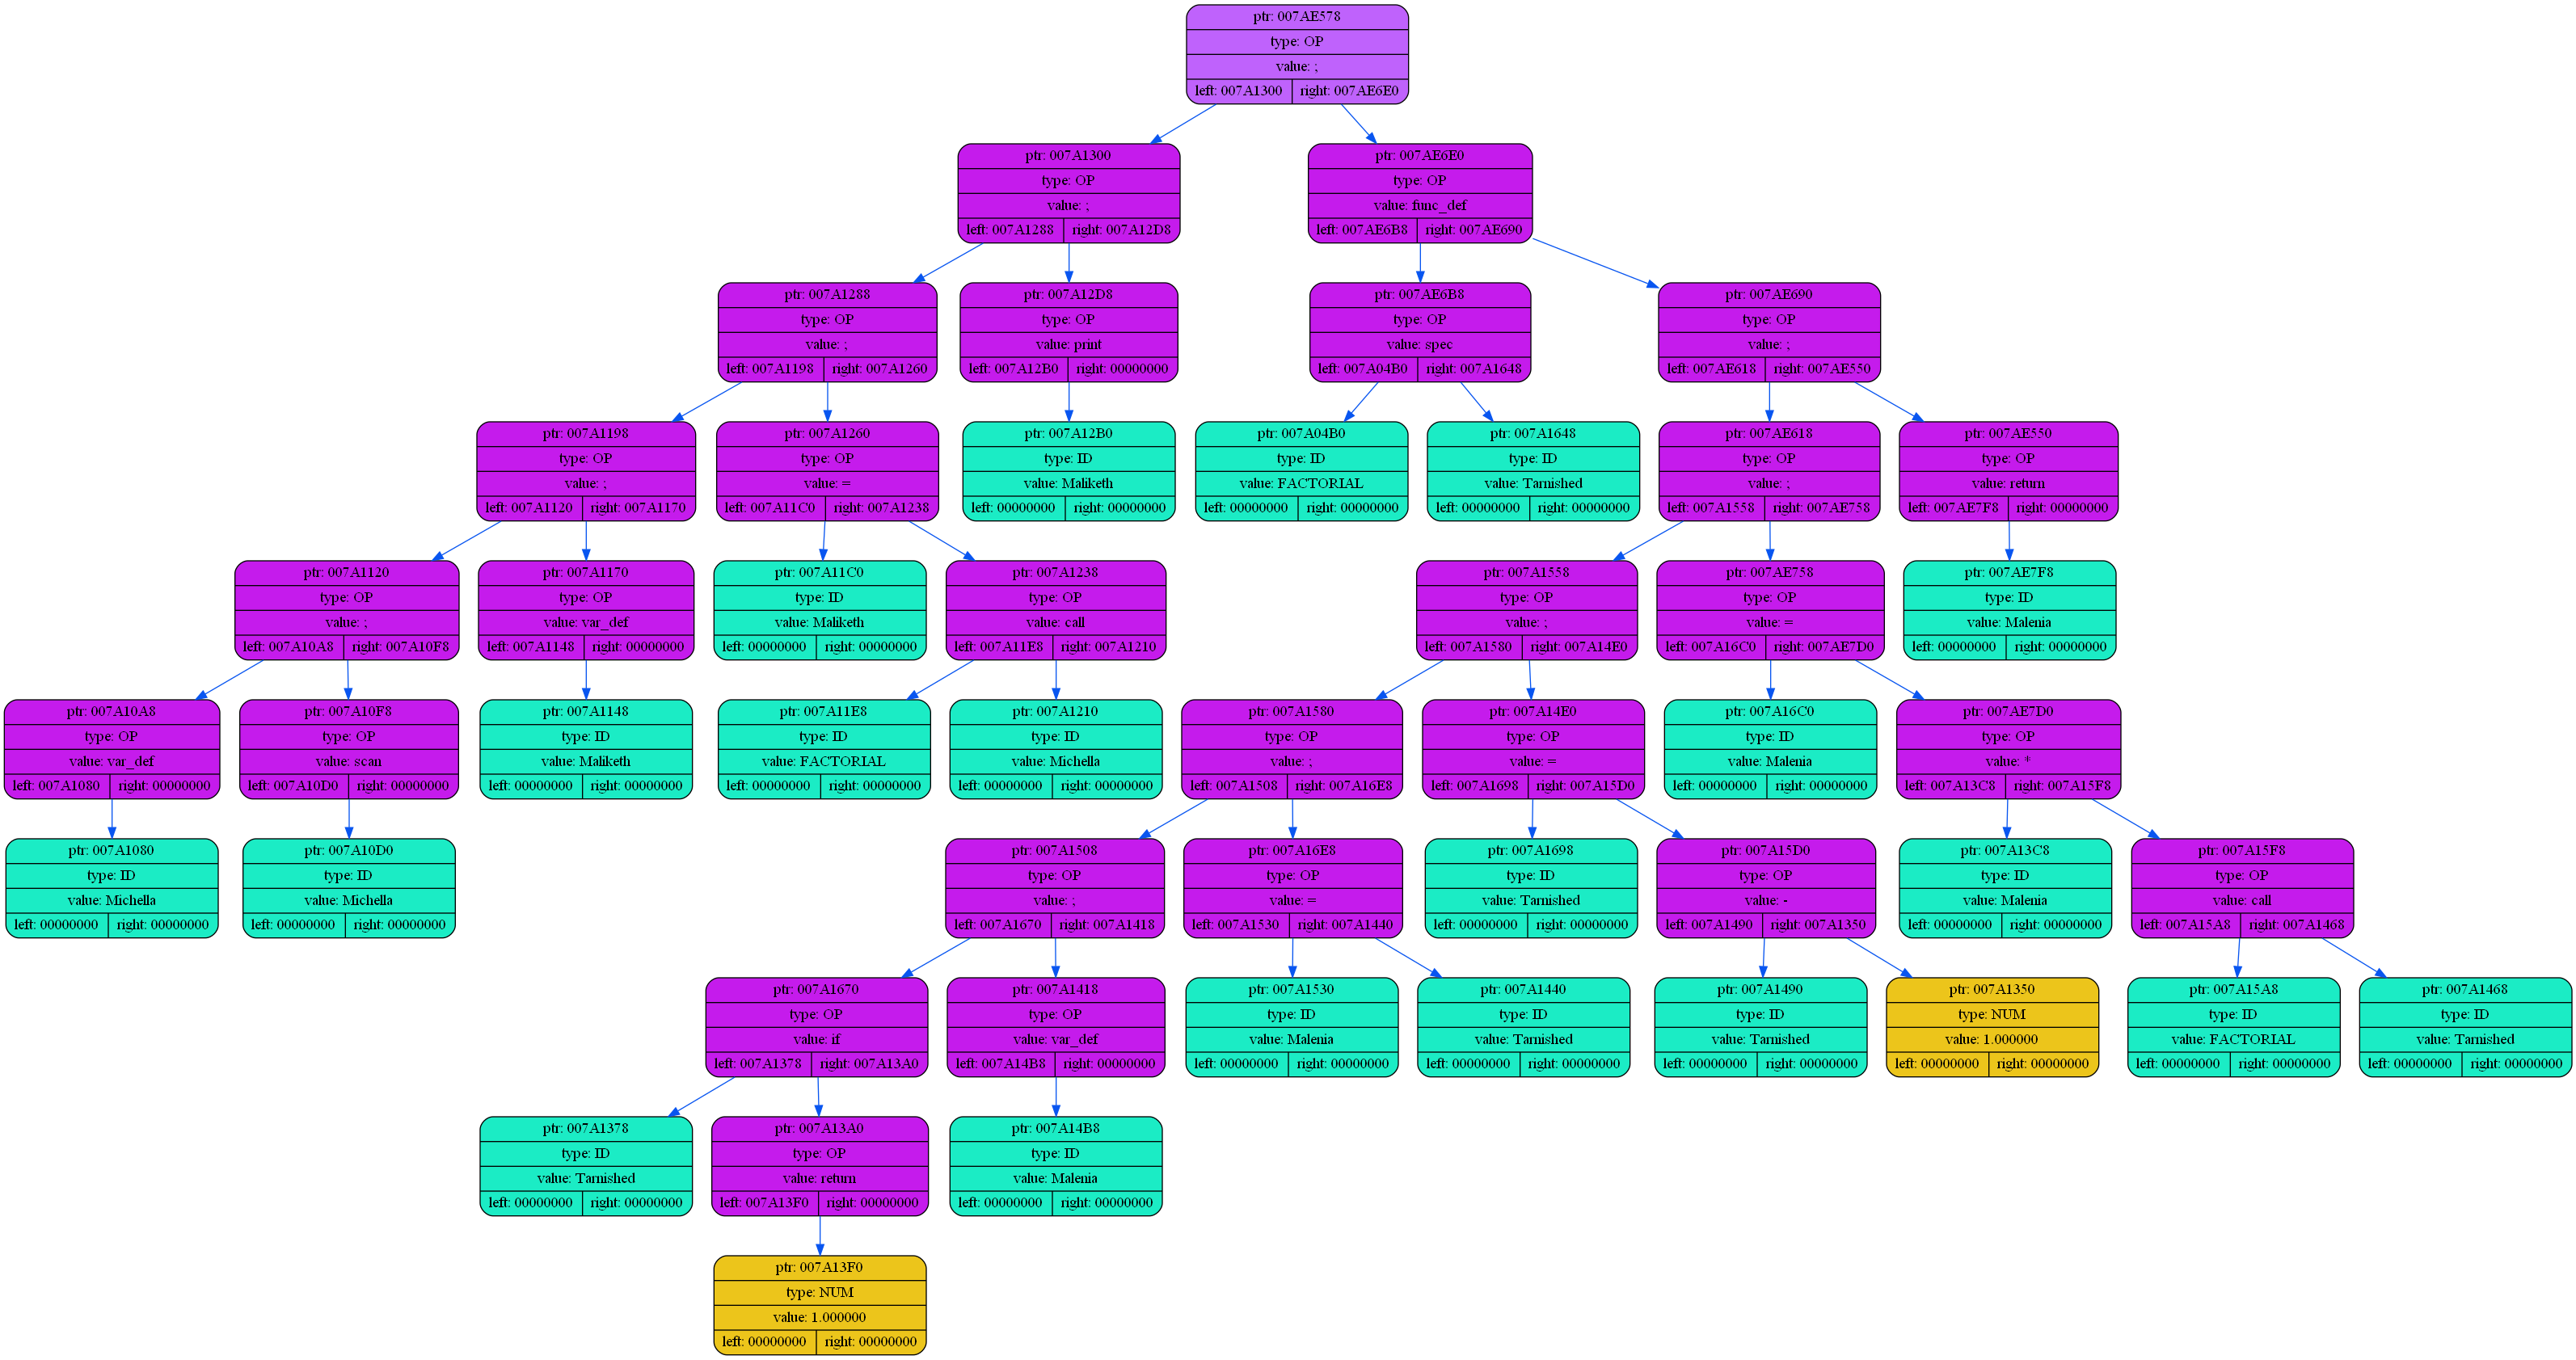 ptr: 007AE578
type: OP
value: ;
left: 007A1300 right: 007AE6E0
ptr: 007A1300
type: OP
value: ;
left: 007A1288 right: 007A12D8
ptr: 007AE6E0
type: OP
value: func_def
left: 007AE6B8 right: 007AE690
ptr: 007A1288
type: OP
value: ;
left: 007A1198 right: 007A1260
ptr: 007A12D8
type: OP
value: print
left: 007A12B0 right: 00000000
ptr: 007AE6B8
type: OP
value: spec
left: 007A04B0 right: 007A1648
ptr: 007AE690
type: OP
value: ;
left: 007AE618 right: 007AE550
ptr: 007A1198
type: OP
value: ;
left: 007A1120 right: 007A1170
ptr: 007A1260
type: OP
value: =
left: 007A11C0 right: 007A1238
ptr: 007A12B0
type: ID
value: Maliketh
left: 00000000 right: 00000000
ptr: 007A04B0
type: ID
value: FACTORIAL
left: 00000000 right: 00000000
ptr: 007A1648
type: ID
value: Tarnished
left: 00000000 right: 00000000
ptr: 007AE618
type: OP
value: ;
left: 007A1558 right: 007AE758
ptr: 007AE550
type: OP
value: return
left: 007AE7F8 right: 00000000
ptr: 007A1120
type: OP
value: ;
left: 007A10A8 right: 007A10F8
ptr: 007A1170
type: OP
value: var_def
left: 007A1148 right: 00000000
ptr: 007A11C0
type: ID
value: Maliketh
left: 00000000 right: 00000000
ptr: 007A1238
type: OP
value: call
left: 007A11E8 right: 007A1210
ptr: 007A1558
type: OP
value: ;
left: 007A1580 right: 007A14E0
ptr: 007AE758
type: OP
value: =
left: 007A16C0 right: 007AE7D0
ptr: 007AE7F8
type: ID
value: Malenia
left: 00000000 right: 00000000
ptr: 007A10A8
type: OP
value: var_def
left: 007A1080 right: 00000000
ptr: 007A10F8
type: OP
value: scan
left: 007A10D0 right: 00000000
ptr: 007A1148
type: ID
value: Maliketh
left: 00000000 right: 00000000
ptr: 007A11E8
type: ID
value: FACTORIAL
left: 00000000 right: 00000000
ptr: 007A1210
type: ID
value: Michella
left: 00000000 right: 00000000
ptr: 007A1580
type: OP
value: ;
left: 007A1508 right: 007A16E8
ptr: 007A14E0
type: OP
value: =
left: 007A1698 right: 007A15D0
ptr: 007A16C0
type: ID
value: Malenia
left: 00000000 right: 00000000
ptr: 007AE7D0
type: OP
value: *
left: 007A13C8 right: 007A15F8
ptr: 007A1080
type: ID
value: Michella
left: 00000000 right: 00000000
ptr: 007A10D0
type: ID
value: Michella
left: 00000000 right: 00000000
ptr: 007A1508
type: OP
value: ;
left: 007A1670 right: 007A1418
ptr: 007A16E8
type: OP
value: =
left: 007A1530 right: 007A1440
ptr: 007A1698
type: ID
value: Tarnished
left: 00000000 right: 00000000
ptr: 007A15D0
type: OP
value: -
left: 007A1490 right: 007A1350
ptr: 007A13C8
type: ID
value: Malenia
left: 00000000 right: 00000000
ptr: 007A15F8
type: OP
value: call
left: 007A15A8 right: 007A1468
ptr: 007A1670
type: OP
value: if
left: 007A1378 right: 007A13A0
ptr: 007A1418
type: OP
value: var_def
left: 007A14B8 right: 00000000
ptr: 007A1530
type: ID
value: Malenia
left: 00000000 right: 00000000
ptr: 007A1440
type: ID
value: Tarnished
left: 00000000 right: 00000000
ptr: 007A1490
type: ID
value: Tarnished
left: 00000000 right: 00000000
ptr: 007A1350
type: NUM
value: 1.000000
left: 00000000 right: 00000000
ptr: 007A15A8
type: ID
value: FACTORIAL
left: 00000000 right: 00000000
ptr: 007A1468
type: ID
value: Tarnished
left: 00000000 right: 00000000
ptr: 007A1378
type: ID
value: Tarnished
left: 00000000 right: 00000000
ptr: 007A13A0
type: OP
value: return
left: 007A13F0 right: 00000000
ptr: 007A14B8
type: ID
value: Malenia
left: 00000000 right: 00000000
ptr: 007A13F0
type: NUM
value: 1.000000
left: 00000000 right: 00000000